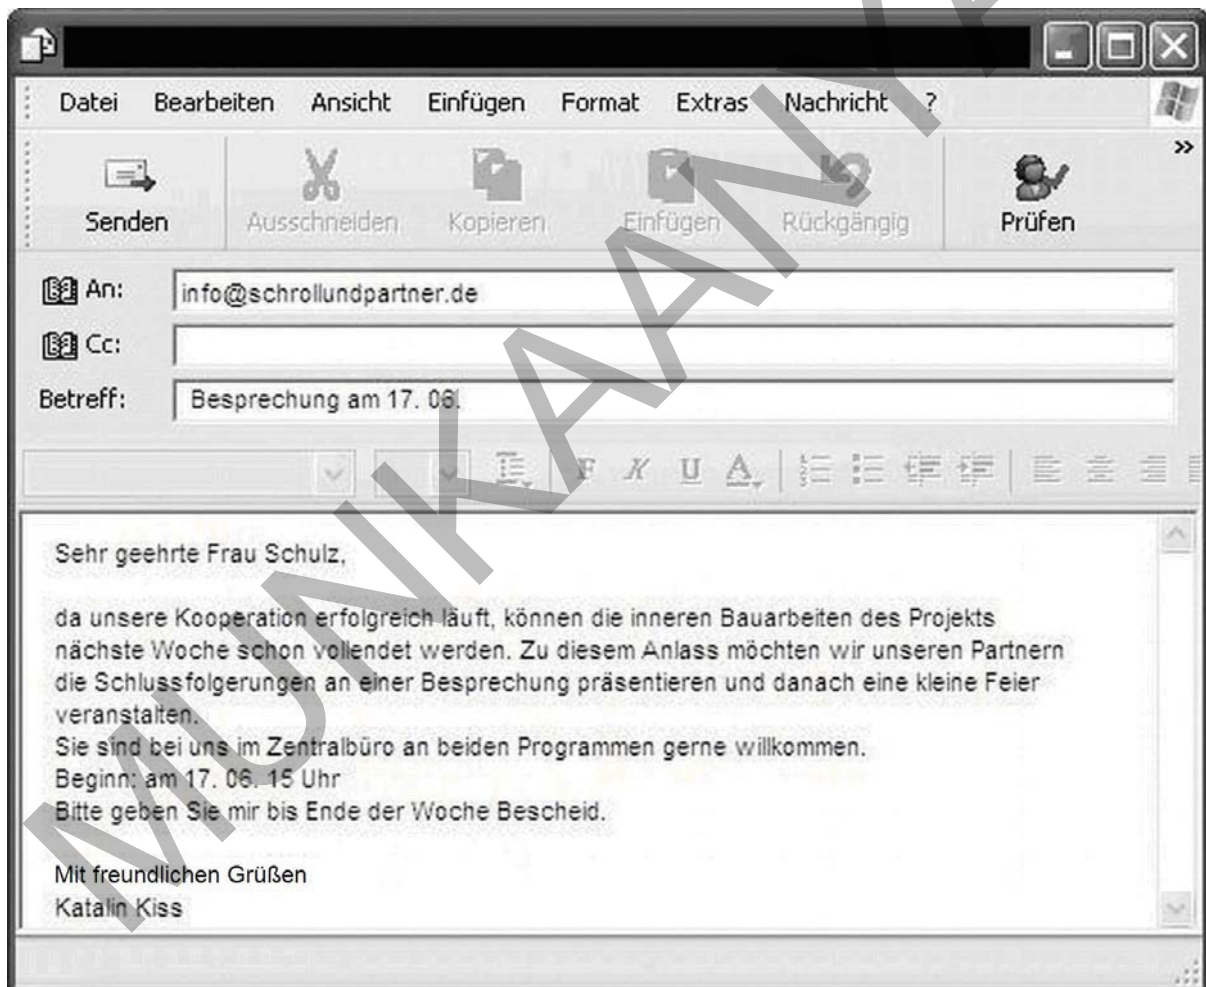 Datei Bearbeiten Ansicht Einfügen Format Extras Nachricht ?
Senden Ausschneiden Kopieren Einfügen Rückgängig Prüfen »
An: info@schrollundpartner.de
Cc:
Betreff: Besprechung am 17. 06.
F K U A
Sehr geehrte Frau Schulz,
da unsere Kooperation erfolgreich läuft, können die inneren Bauarbeiten des Projekts
nächste Woche schon vollendet werden. Zu diesem Anlass möchten wir unseren Partnern
die Schlussfolgerungen an einer Besprechung präsentieren und danach eine kleine Feier
veranstalten.
Sie sind bei uns im Zentralbüro an beiden Programmen gerne willkommen.
Beginn: am 17. 06. 15 Uhr
Bitte geben Sie mir bis Ende der Woche Bescheid.
Mit freundlichen Grüßen
Katalin Kiss
MUNKAANYA